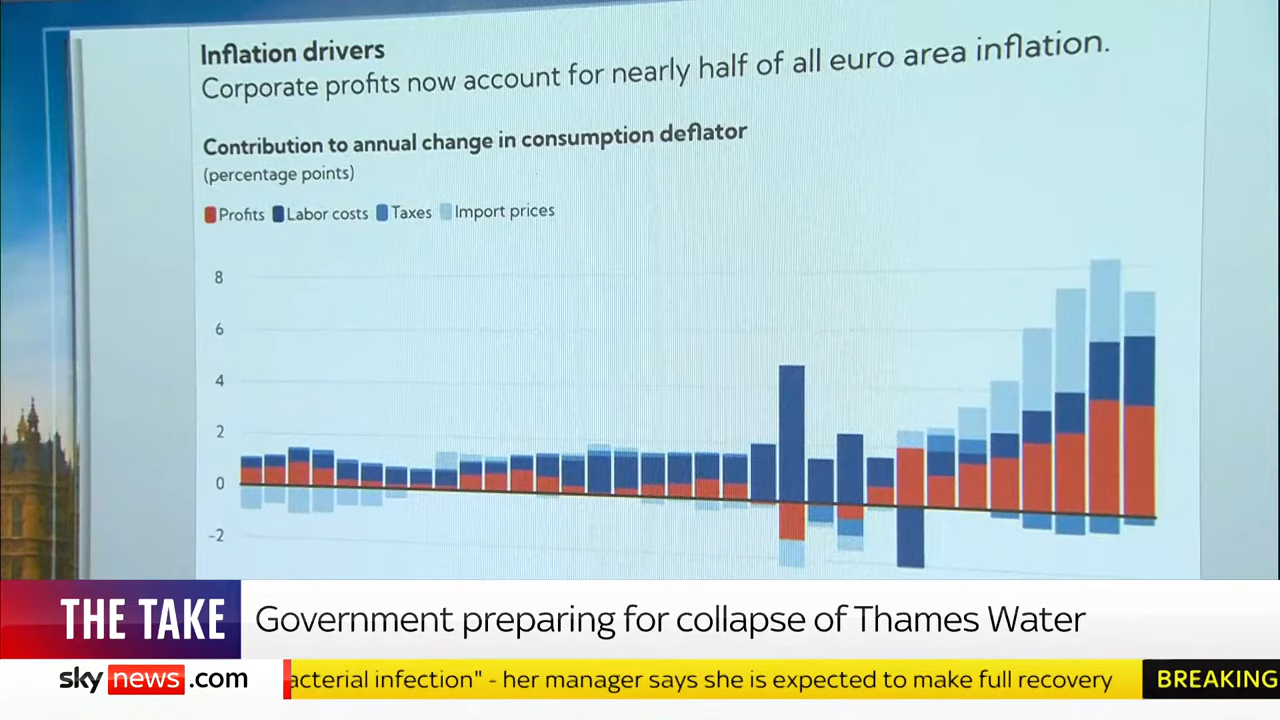 Inflation drivers
Corporate profits now account for nearly half of all euro area inflation.
Contribution to annual change in consumption deflator
(percentage points)
Profits Labor costs Taxes Import prices
8
6
4
2
0
-2
THE TAKE
Government preparing for collapse of Thames Water
sky news.com
acterial infection" - her manager says she is expected to make full recovery
BREAKING